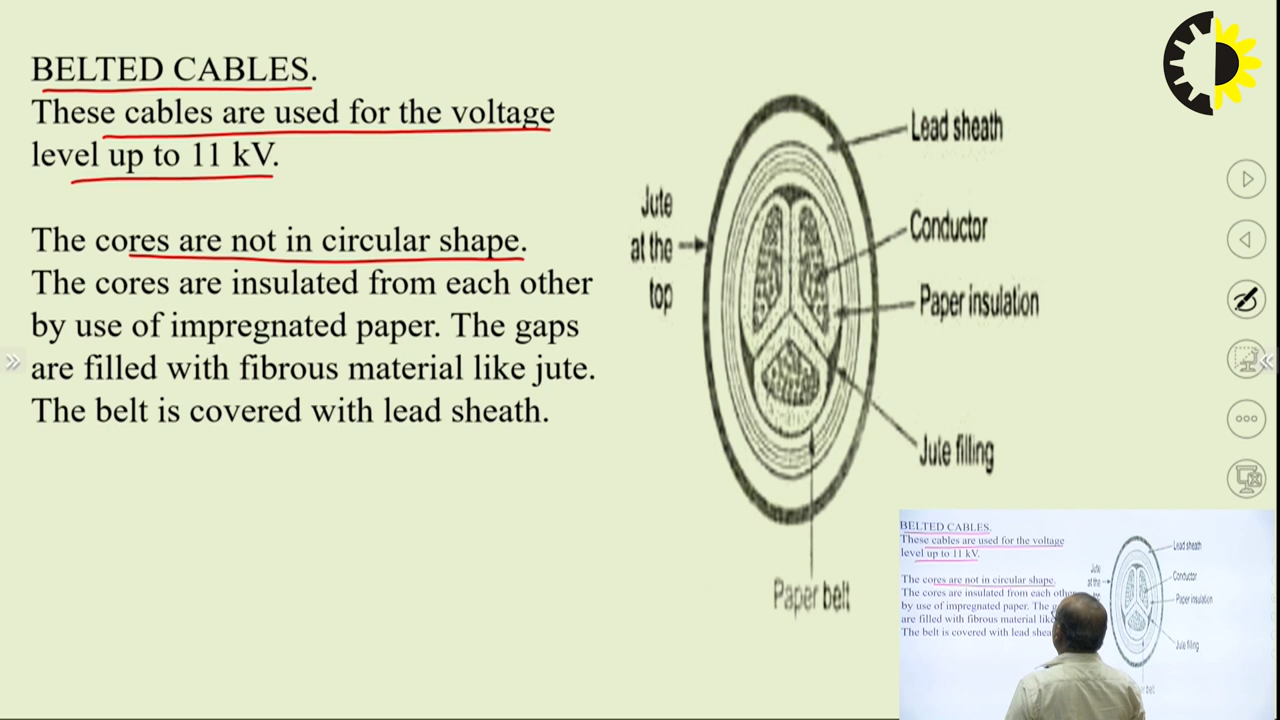 BELTED CABLES.
These cables are used for the voltage
level up to 11 kV.
The cores are not in circular shape.
The cores are insulated from each other
by use of impregnated paper. The gaps
are filled with fibrous material like jute.
The belt is covered with lead sheath.
Lead sheath
Jute
at the
top
Conductor
Paper insulation
Jute filling
Paper belt
BELTED CABLES.
These cables are used for the voltage
level up to 11 kV.
The cores are not in circular shape.
The cores are insulated from each
by use of impregnated paper. The
are filled with fibrous material
The belt is covered with lead
Lead sheath
Jute
at the
Conductor
Paper insulation
Jute filling
belt